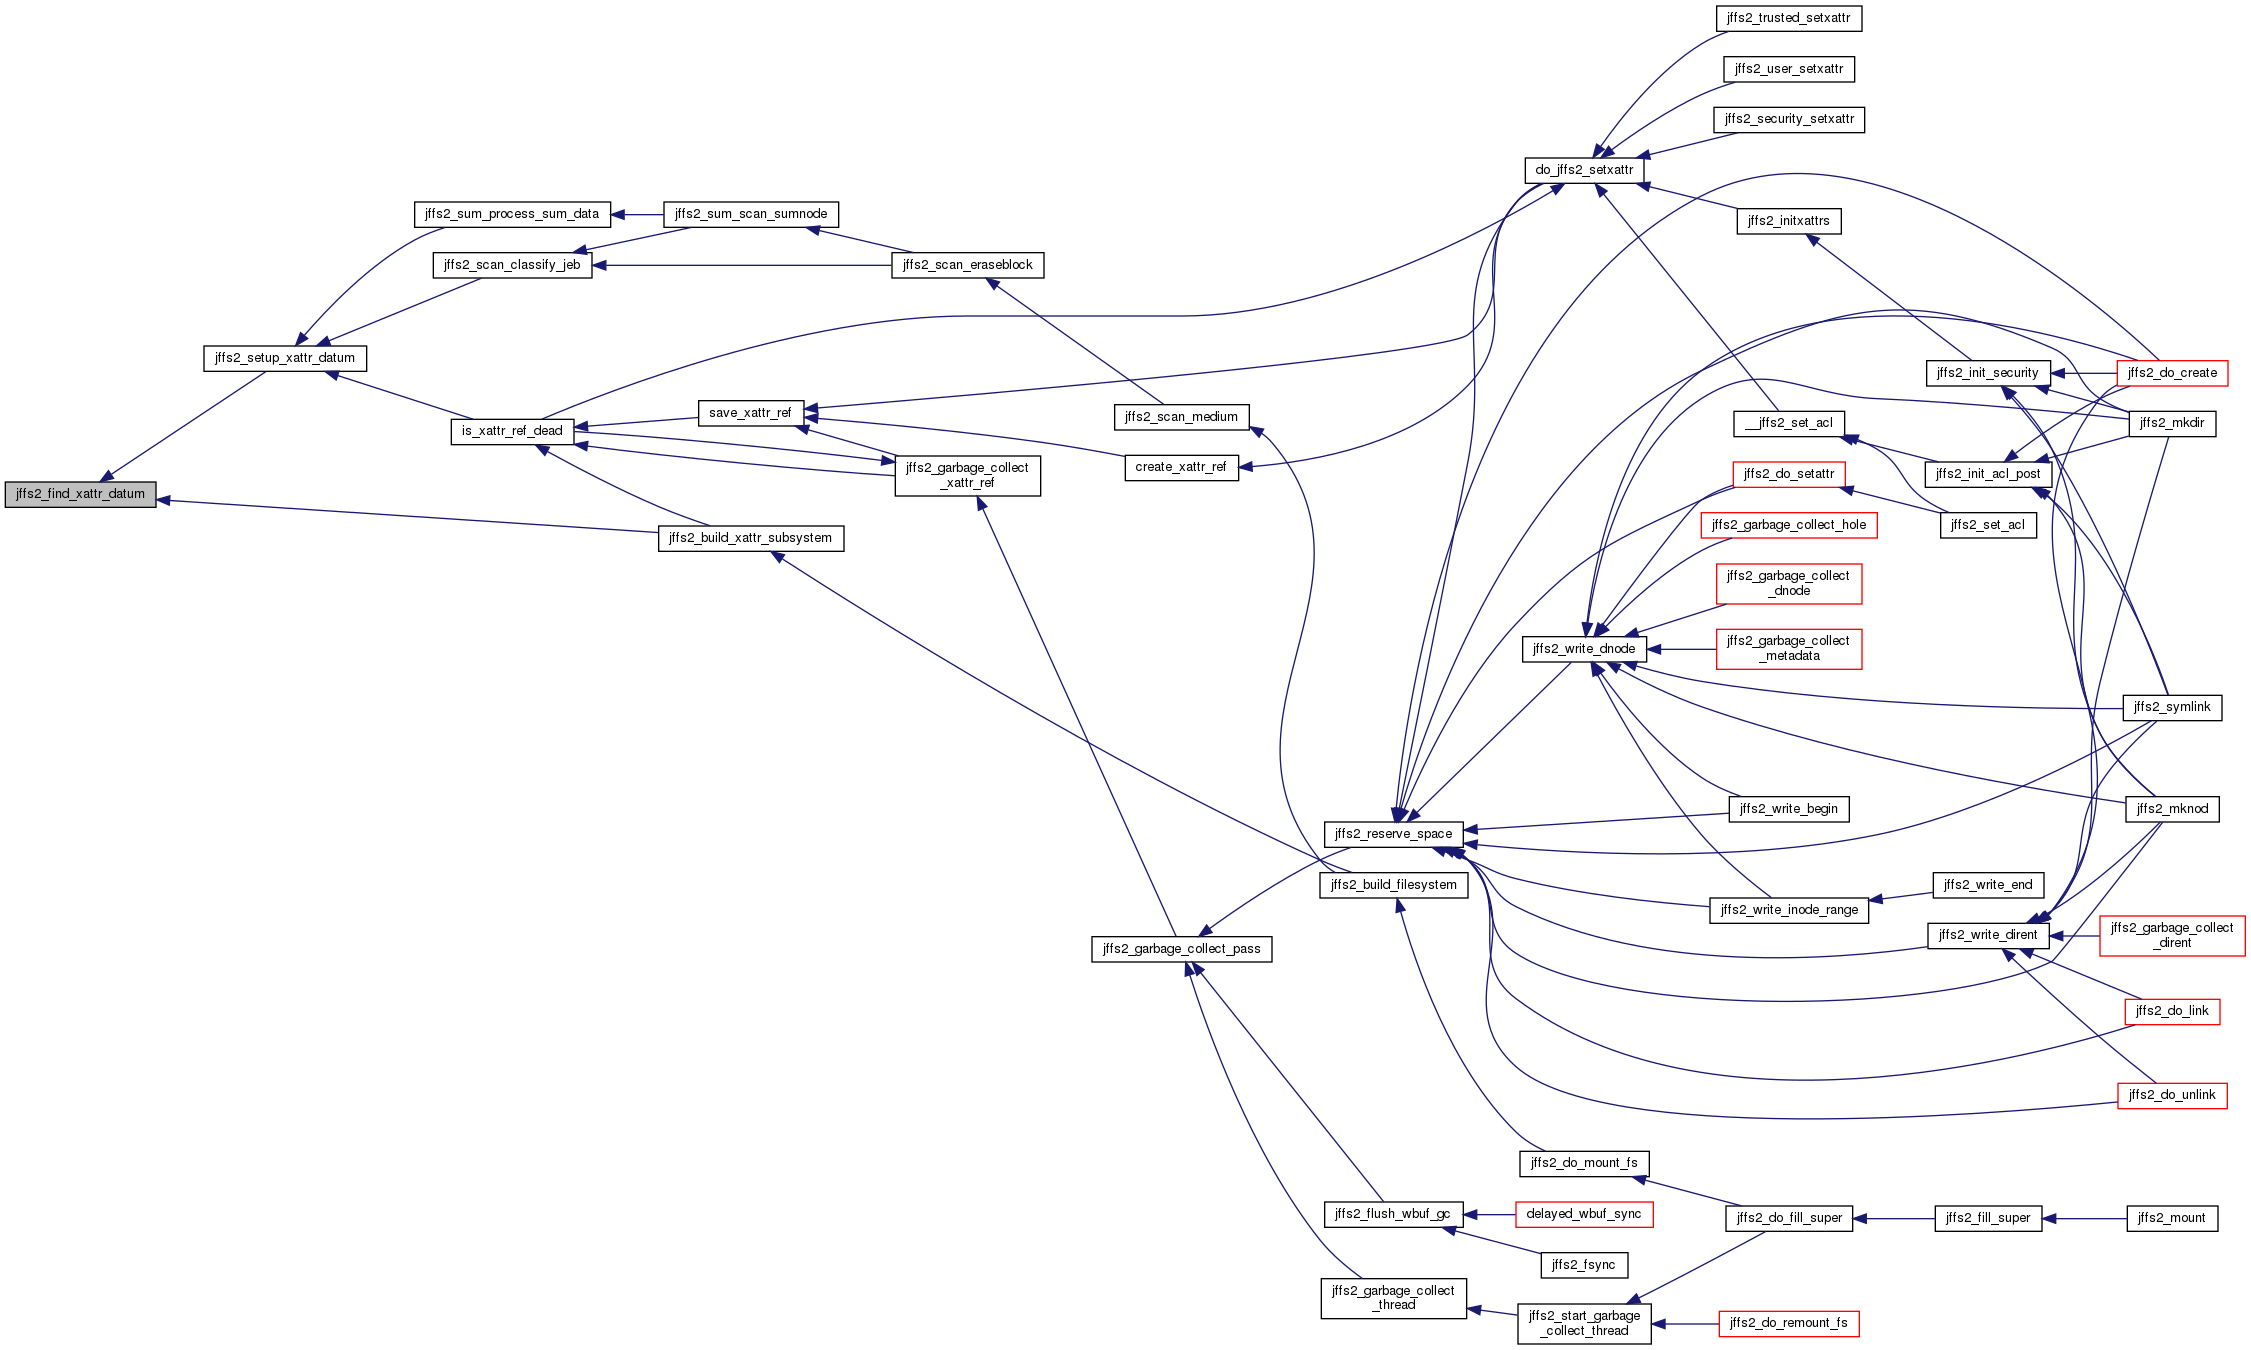 jffs2_trusted_setxattr
jffs2_user_setxattr
jffs2_security_setxattr
do_jffs2_setxattr
jffs2_sum_process_sum_data
jffs2_sum_scan_sumnode
jffs2_initxattrs
jffs2_scan_classify_jeb
jffs2_scan_eraseblock
jffs2_setup_xattr_datum
jffs2_init_security
jffs2_do_create
save_xattr_ref
jffs2_scan_medium
__jffs2_set_acl
jffs2_mkdir
is_xattr_ref_dead
jffs2_garbage_collect
_xattr_ref
create_xattr_ref
jffs2_do_setattr
jffs2_init_acl_post
jffs2_find_xattr_datum
jffs2_garbage_collect_hole
jffs2_set_acl
jffs2_build_xattr_subsystem
jffs2_garbage_collect
_dnode
jffs2_write_dnode
jffs2_garbage_collect
_metadata
jffs2_symlink
jffs2_write_begin
jffs2_mknod
jffs2_reserve_space
jffs2_build_filesystem
jffs2_write_inode_range
jffs2_write_end
jffs2_garbage_collect_pass
jffs2_write_dirent
jffs2_garbage_collect
_dirent
jffs2_do_link
jffs2_do_unlink
jffs2_do_mount_fs
jffs2_flush_wbuf_gc
delayed_wbuf_sync
jffs2_do_fill_super
jffs2_fill_super
jffs2_mount
jffs2_fsync
jffs2_garbage_collect
_thread
jffs2_start_garbage
_collect_thread
jffs2_do_remount_fs